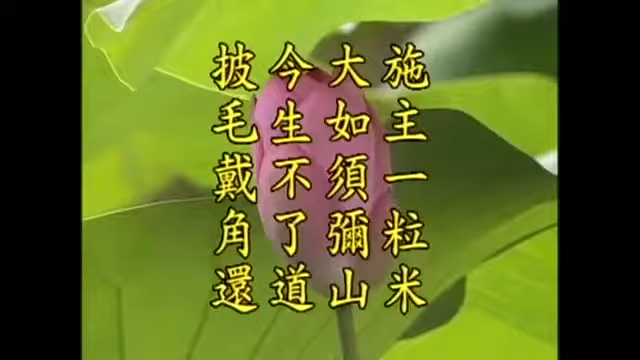 施主一粒米
大如須彌山
今生不了道
披毛戴角還